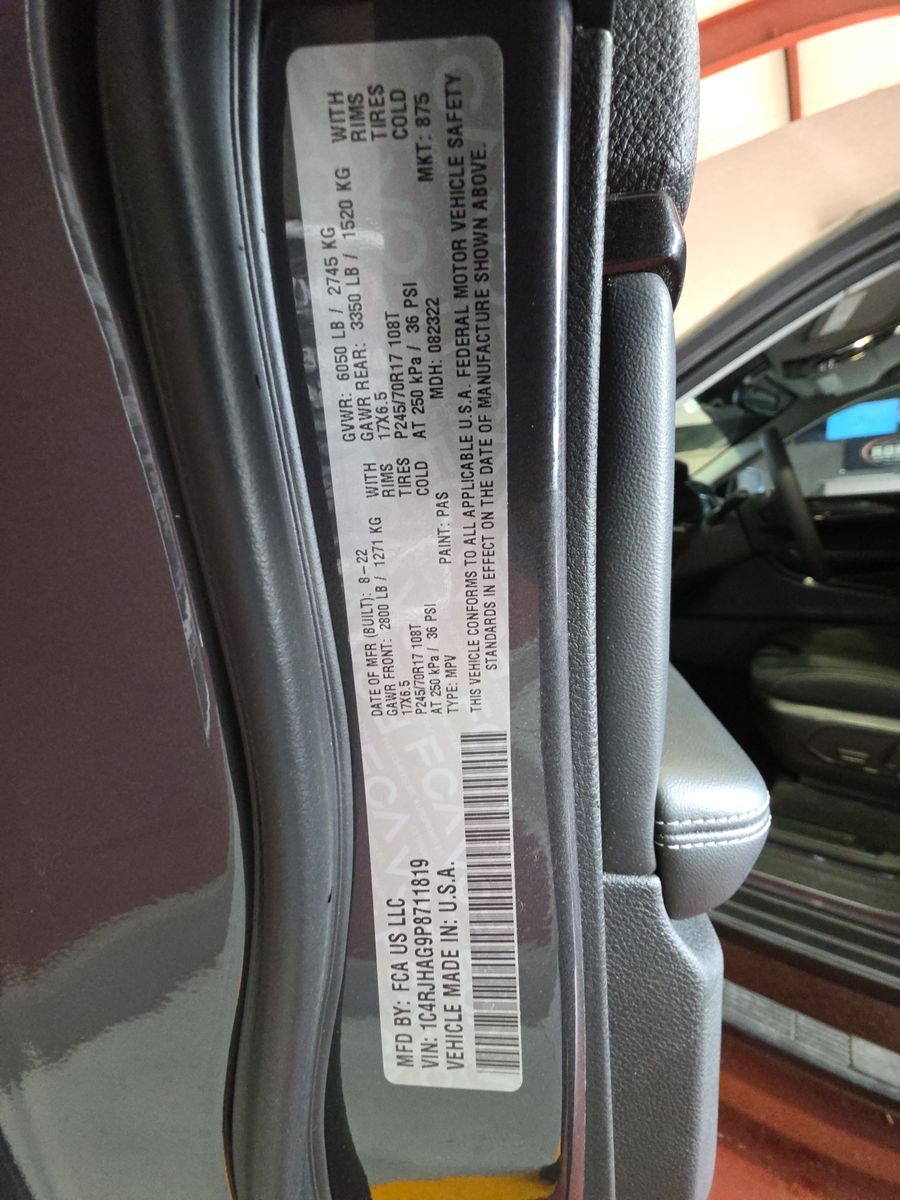 MFD BY: FCA US LLC
VIN: 1C4RJHAG9P8711819
VEHICLE MADE IN: U.S.A.
DATE OF MFR (BUILT): 8-22
GVWR: 6050 LB / 2745 KG
GAWR FRONT: 2800 LB / 1271 KG WITH
17X6.5 RIMS
P245/70R17 108T TIRES
AT 250 kPa / 36 PSI COLD
GAWR REAR: 3350 LB / 1520 KG WITH
17X6.5 RIMS
P245/70R17 108T TIRES
AT 250 kPa / 36 PSI COLD
TYPE: MPV PAINT: PAS MDH: 082322 MKT: 875
THIS VEHICLE CONFORMS TO ALL APPLICABLE U.S.A. FEDERAL MOTOR VEHICLE SAFETY
STANDARDS IN EFFECT ON THE DATE OF MANUFACTURE SHOWN ABOVE.
FCA
FCA